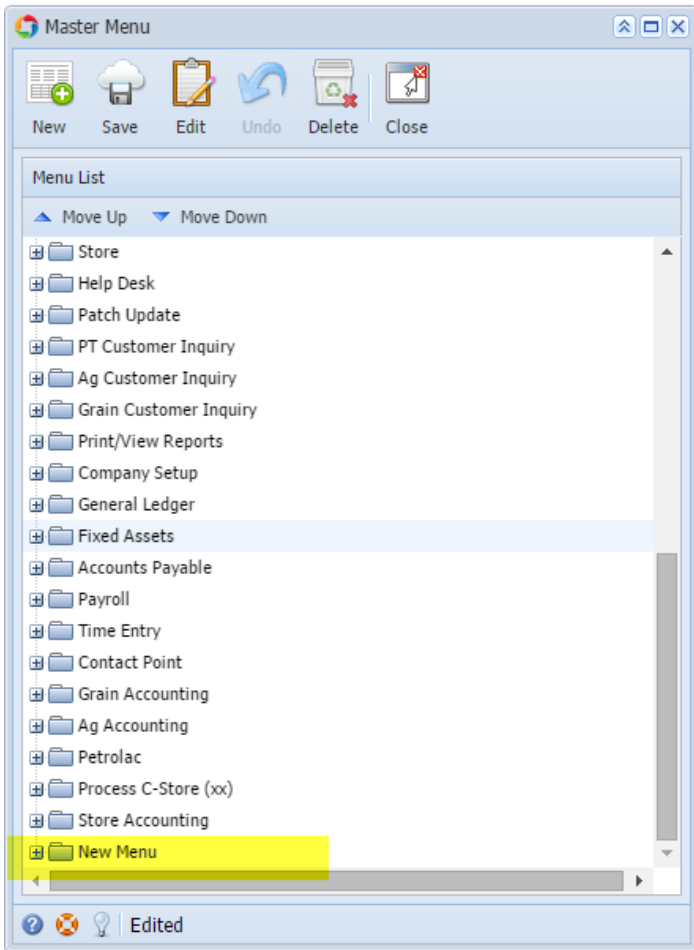 Master Menu
New Save Edit Undo Delete Close
Menu List
Move Up Move Down
Store
Help Desk
Patch Update
PT Customer Inquiry
Ag Customer Inquiry
Grain Customer Inquiry
Print/View Reports
Company Setup
General Ledger
Fixed Assets
Accounts Payable
Payroll
Time Entry
Contact Point
Grain Accounting
Ag Accounting
Petrolac
Process C-Store (xx)
Store Accounting
New Menu
Edited